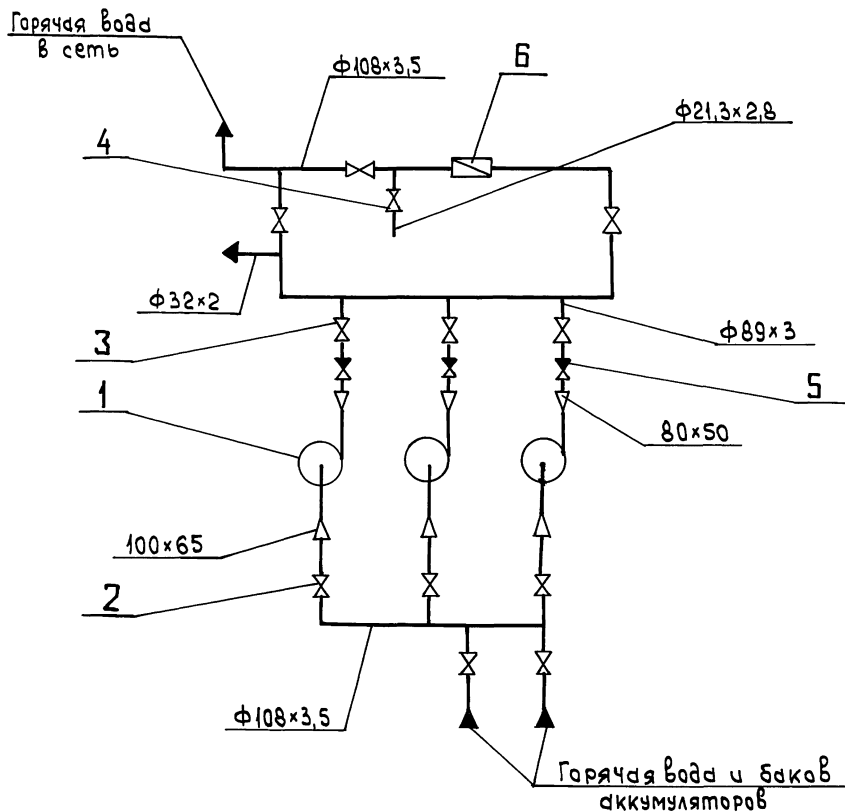 Горячая вода
в сеть
ф108×3,5
6
ф21,3×2,8
4
ф32×2
3
ф89×3
5
1
80×50
100×65
2
ф108×3,5
Горячая вода и баков
аккумуляторов